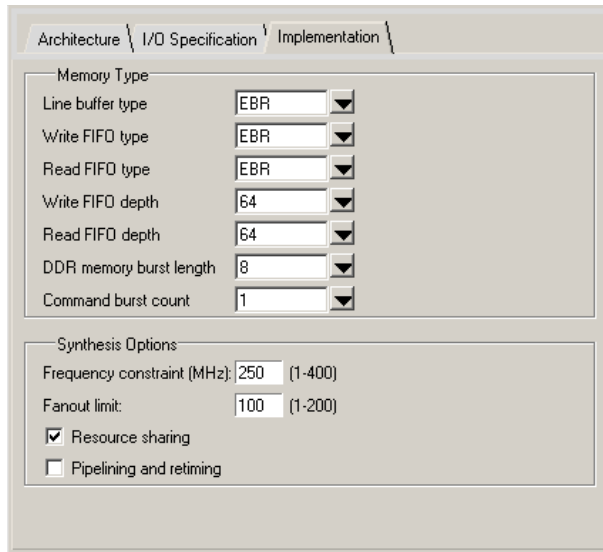 Architecture I/O Specification Implementation
Memory Type
Line buffer type EBR
Write FIFO type EBR
Read FIFO type EBR
Write FIFO depth 64
Read FIFO depth 64
DDR memory burst length 8
Command burst count 1
Synthesis Options
Frequency constraint (MHz): 250 (1-400)
Fanout limit: 100 (1-200)
Resource sharing
Pipelining and retiming